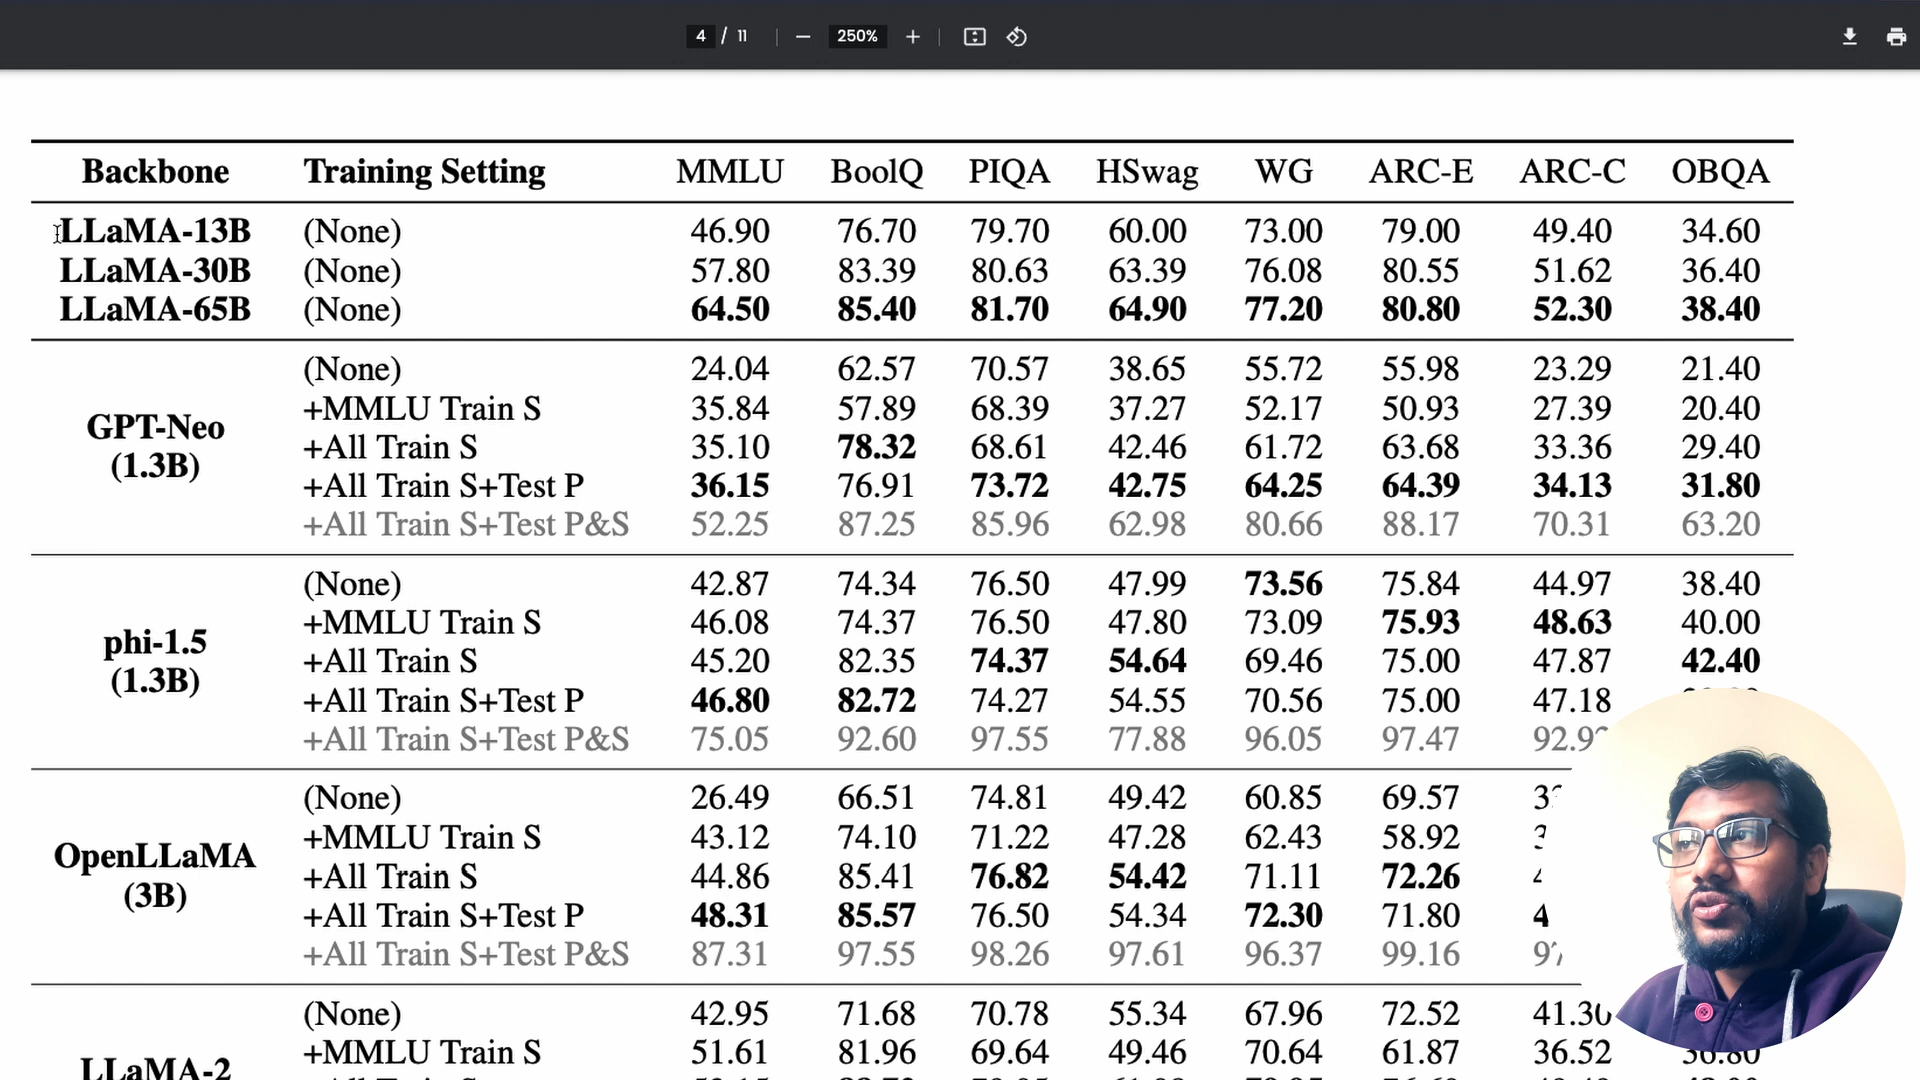 4 / 11 250%
Backbone Training Setting MMLU BoolQ PIQA HSwag WG ARC-E ARC-C OBQA
LLaMA-13B (None) 46.90 76.70 79.70 60.00 73.00 79.00 49.40 34.60
LLaMA-30B (None) 57.80 83.39 80.63 63.39 76.08 80.55 51.62 36.40
LLaMA-65B (None) 64.50 85.40 81.70 64.90 77.20 80.80 52.30 38.40
GPT-Neo
(1.3B)
(None) 24.04 62.57 70.57 38.65 55.72 55.98 23.29 21.40
+MMLU Train S 35.84 57.89 68.39 37.27 52.17 50.93 27.39 20.40
+All Train S 35.10 78.32 68.61 42.46 61.72 63.68 33.36 29.40
+All Train S+Test P 36.15 76.91 73.72 42.75 64.25 64.39 34.13 31.80
+All Train S+Test P&S 52.25 87.25 85.96 62.98 80.66 88.17 70.31 63.20
phi-1.5
(1.3B)
(None) 42.87 74.34 76.50 47.99 73.56 75.84 44.97 38.40
+MMLU Train S 46.08 74.37 76.50 47.80 73.09 75.93 48.63 40.00
+All Train S 45.20 82.35 74.37 54.64 69.46 75.00 47.87 42.40
+All Train S+Test P 46.80 82.72 74.27 54.55 70.56 75.00 47.18
+All Train S+Test P&S 75.05 92.60 97.55 77.88 96.05 97.47
OpenLLaMA
(3B)
(None) 26.49 66.51 74.81 49.42 60.85 69.57
+MMLU Train S 43.12 74.10 71.22 47.28 62.43 58.92
+All Train S 44.86 85.41 76.82 54.42 71.11 72.26
+All Train S+Test P 48.31 85.57 76.50 54.34 72.30 71.80
+All Train S+Test P&S 87.31 97.55 98.26 97.61 96.37 99.16
LLaMA-2
(None) 42.95 71.68 70.78 55.34 67.96 72.52 41.30
+MMLU Train S 51.61 81.96 69.64 49.46 70.64 61.87 36.52